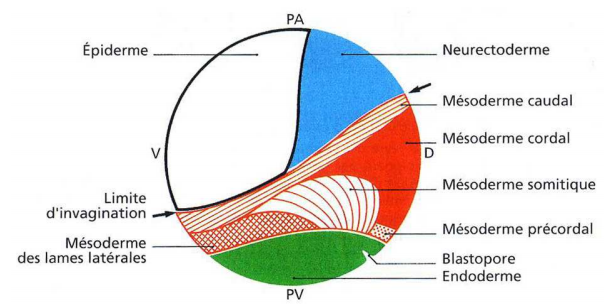 PA
Épiderme
Neurectoderme
Mésoderme caudal
Mésoderme cordal
V
D
Mésoderme somitique
Limite
d'invagination
Mésoderme précordal
Mésoderme
des lames latérales
Blastopore
Endoderme
PV